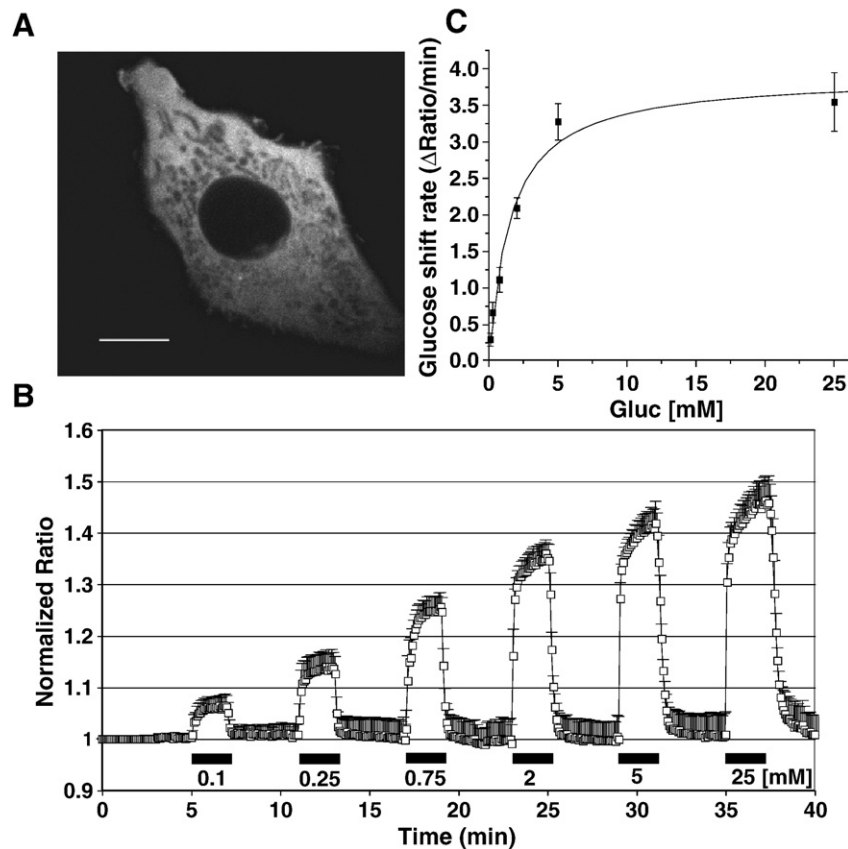 A
C
Glucose shift rate (ΔRatio/min)
4.0
3.5
3.0
2.5
2.0
1.5
1.0
0.5
0.0
0 5 10 15 20 25
Gluc [mM]
B
Normalized Ratio
1.6
1.5
1.4
1.3
1.2
1.1
1
0.9
0.1 0.25 0.75 2 5 25 [mM]
0 5 10 15 20 25 30 35 40
Time (min)